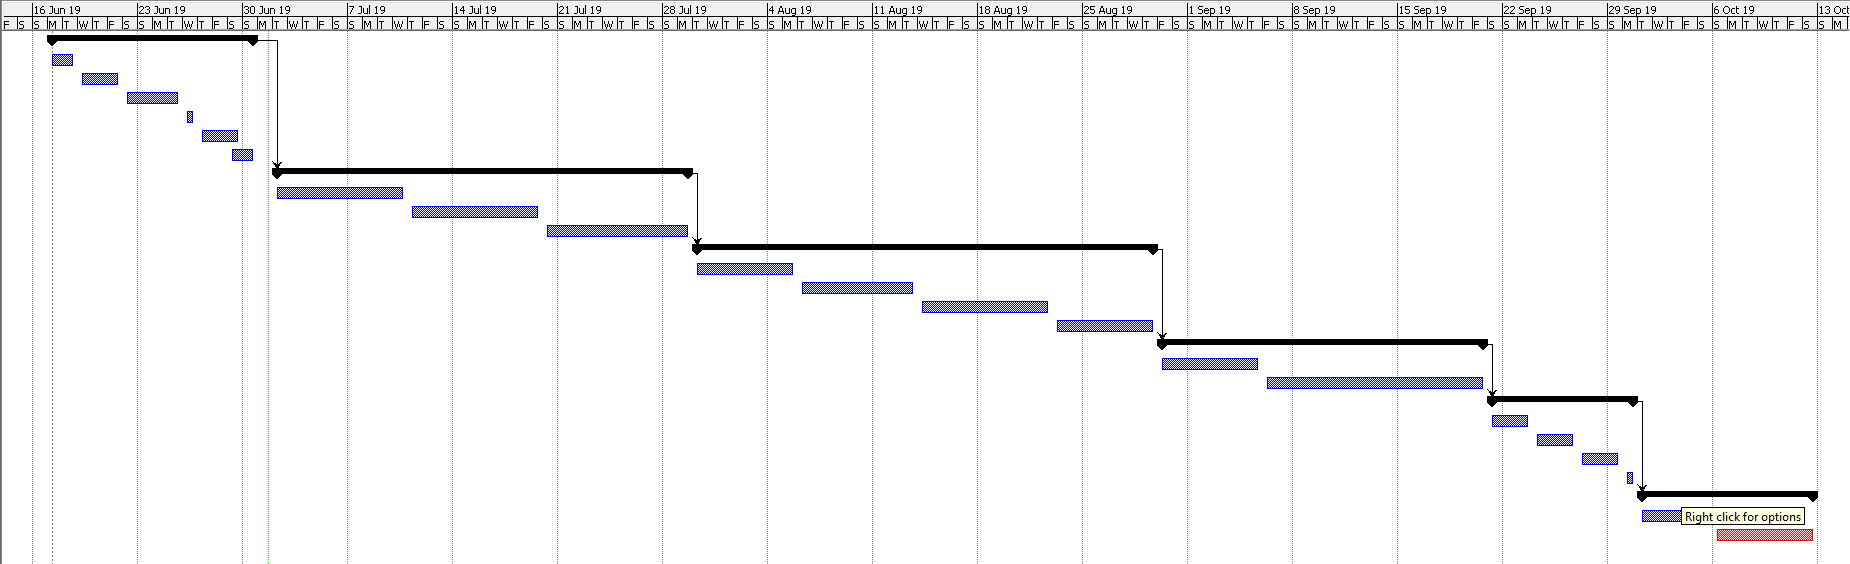 16 Jun 19 23 Jun 19 30 Jun 19 7 Jul 19 14 Jul 19 21 Jul 19 28 Jul 19 4 Aug 19 11 Aug 19 18 Aug 19 25 Aug 19 1 Sep 19 8 Sep 19 15 Sep 19 22 Sep 19 29 Sep 19 6 Oct 19 13 Oct
F S S M T W T F S S M T W T F S S M T W T F S S M T W T F S S M T W T F S S M T W T F S S M T W T F S S M T W T F S S M T W T F S S M T W T F S S M T W T F S S M T W T F S S M T W T F S S M T W T F S S M T W T F S S M T W T F S S M T W T F S S M
Right click for options